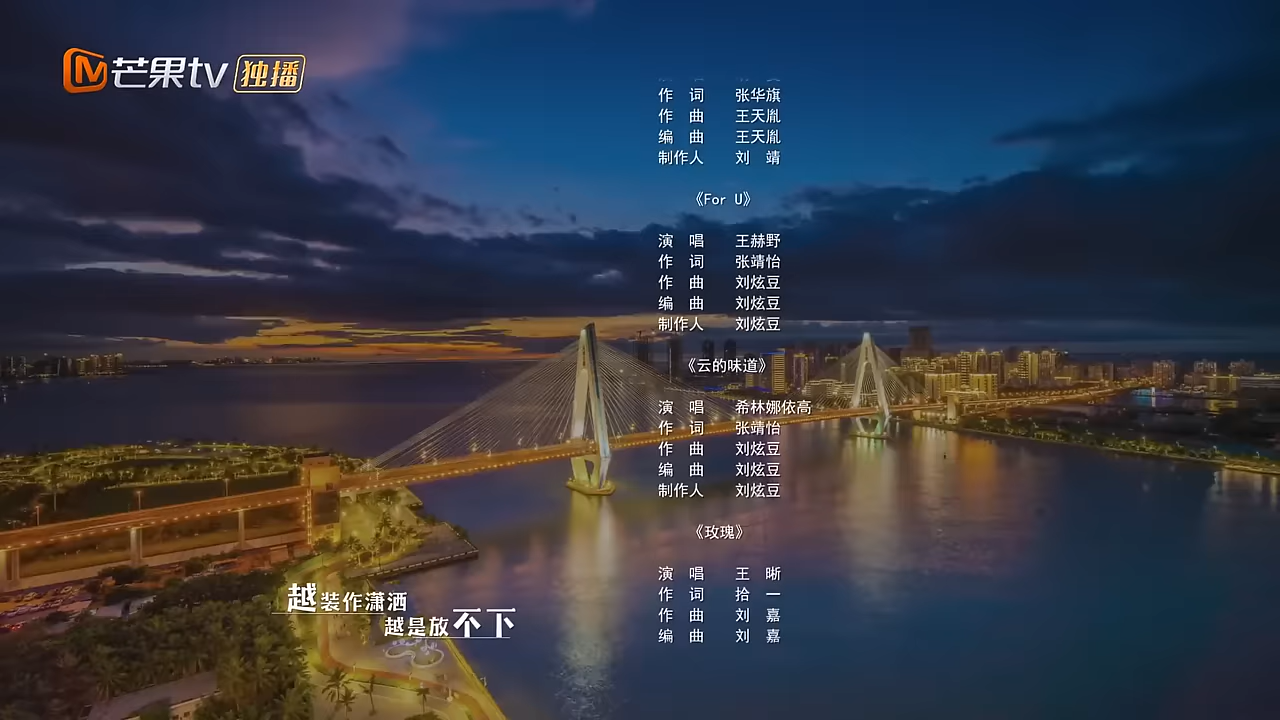 芒果tv 独播
作 词 张华旗
作 曲 王天胤
编 曲 王天胤
制作人 刘 靖
《For U》
演 唱 王赫野
作 词 张靖怡
作 曲 刘炫豆
编 曲 刘炫豆
制作人 刘炫豆
《云的味道》
演 唱 希林娜依高
作 词 张靖怡
作 曲 刘炫豆
编 曲 刘炫豆
制作人 刘炫豆
《玫瑰》
演 唱 王 晰
作 词 拾 一
作 曲 刘 嘉
编 曲 刘 嘉
越装作潇洒
越是放不下